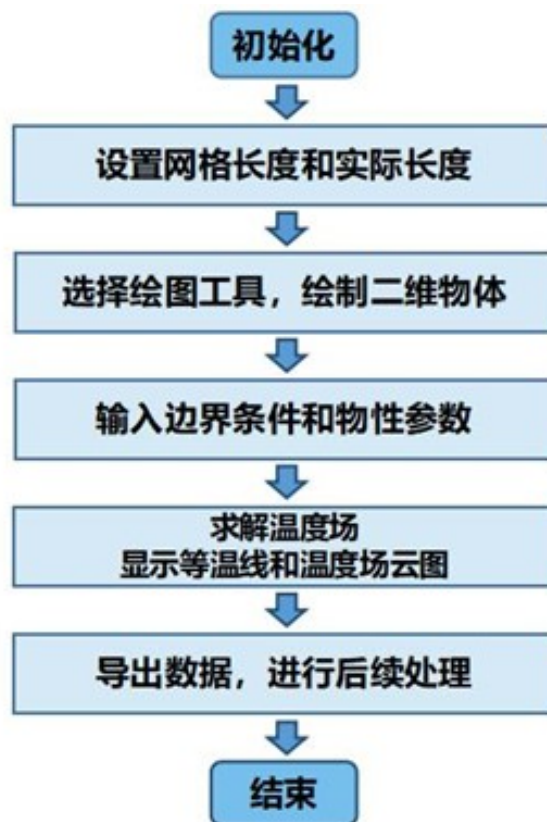 初始化
设置网格长度和实际长度
选择绘图工具，绘制二维物体
输入边界条件和物性参数
求解温度场
显示等温线和温度场云图
导出数据，进行后续处理
结束